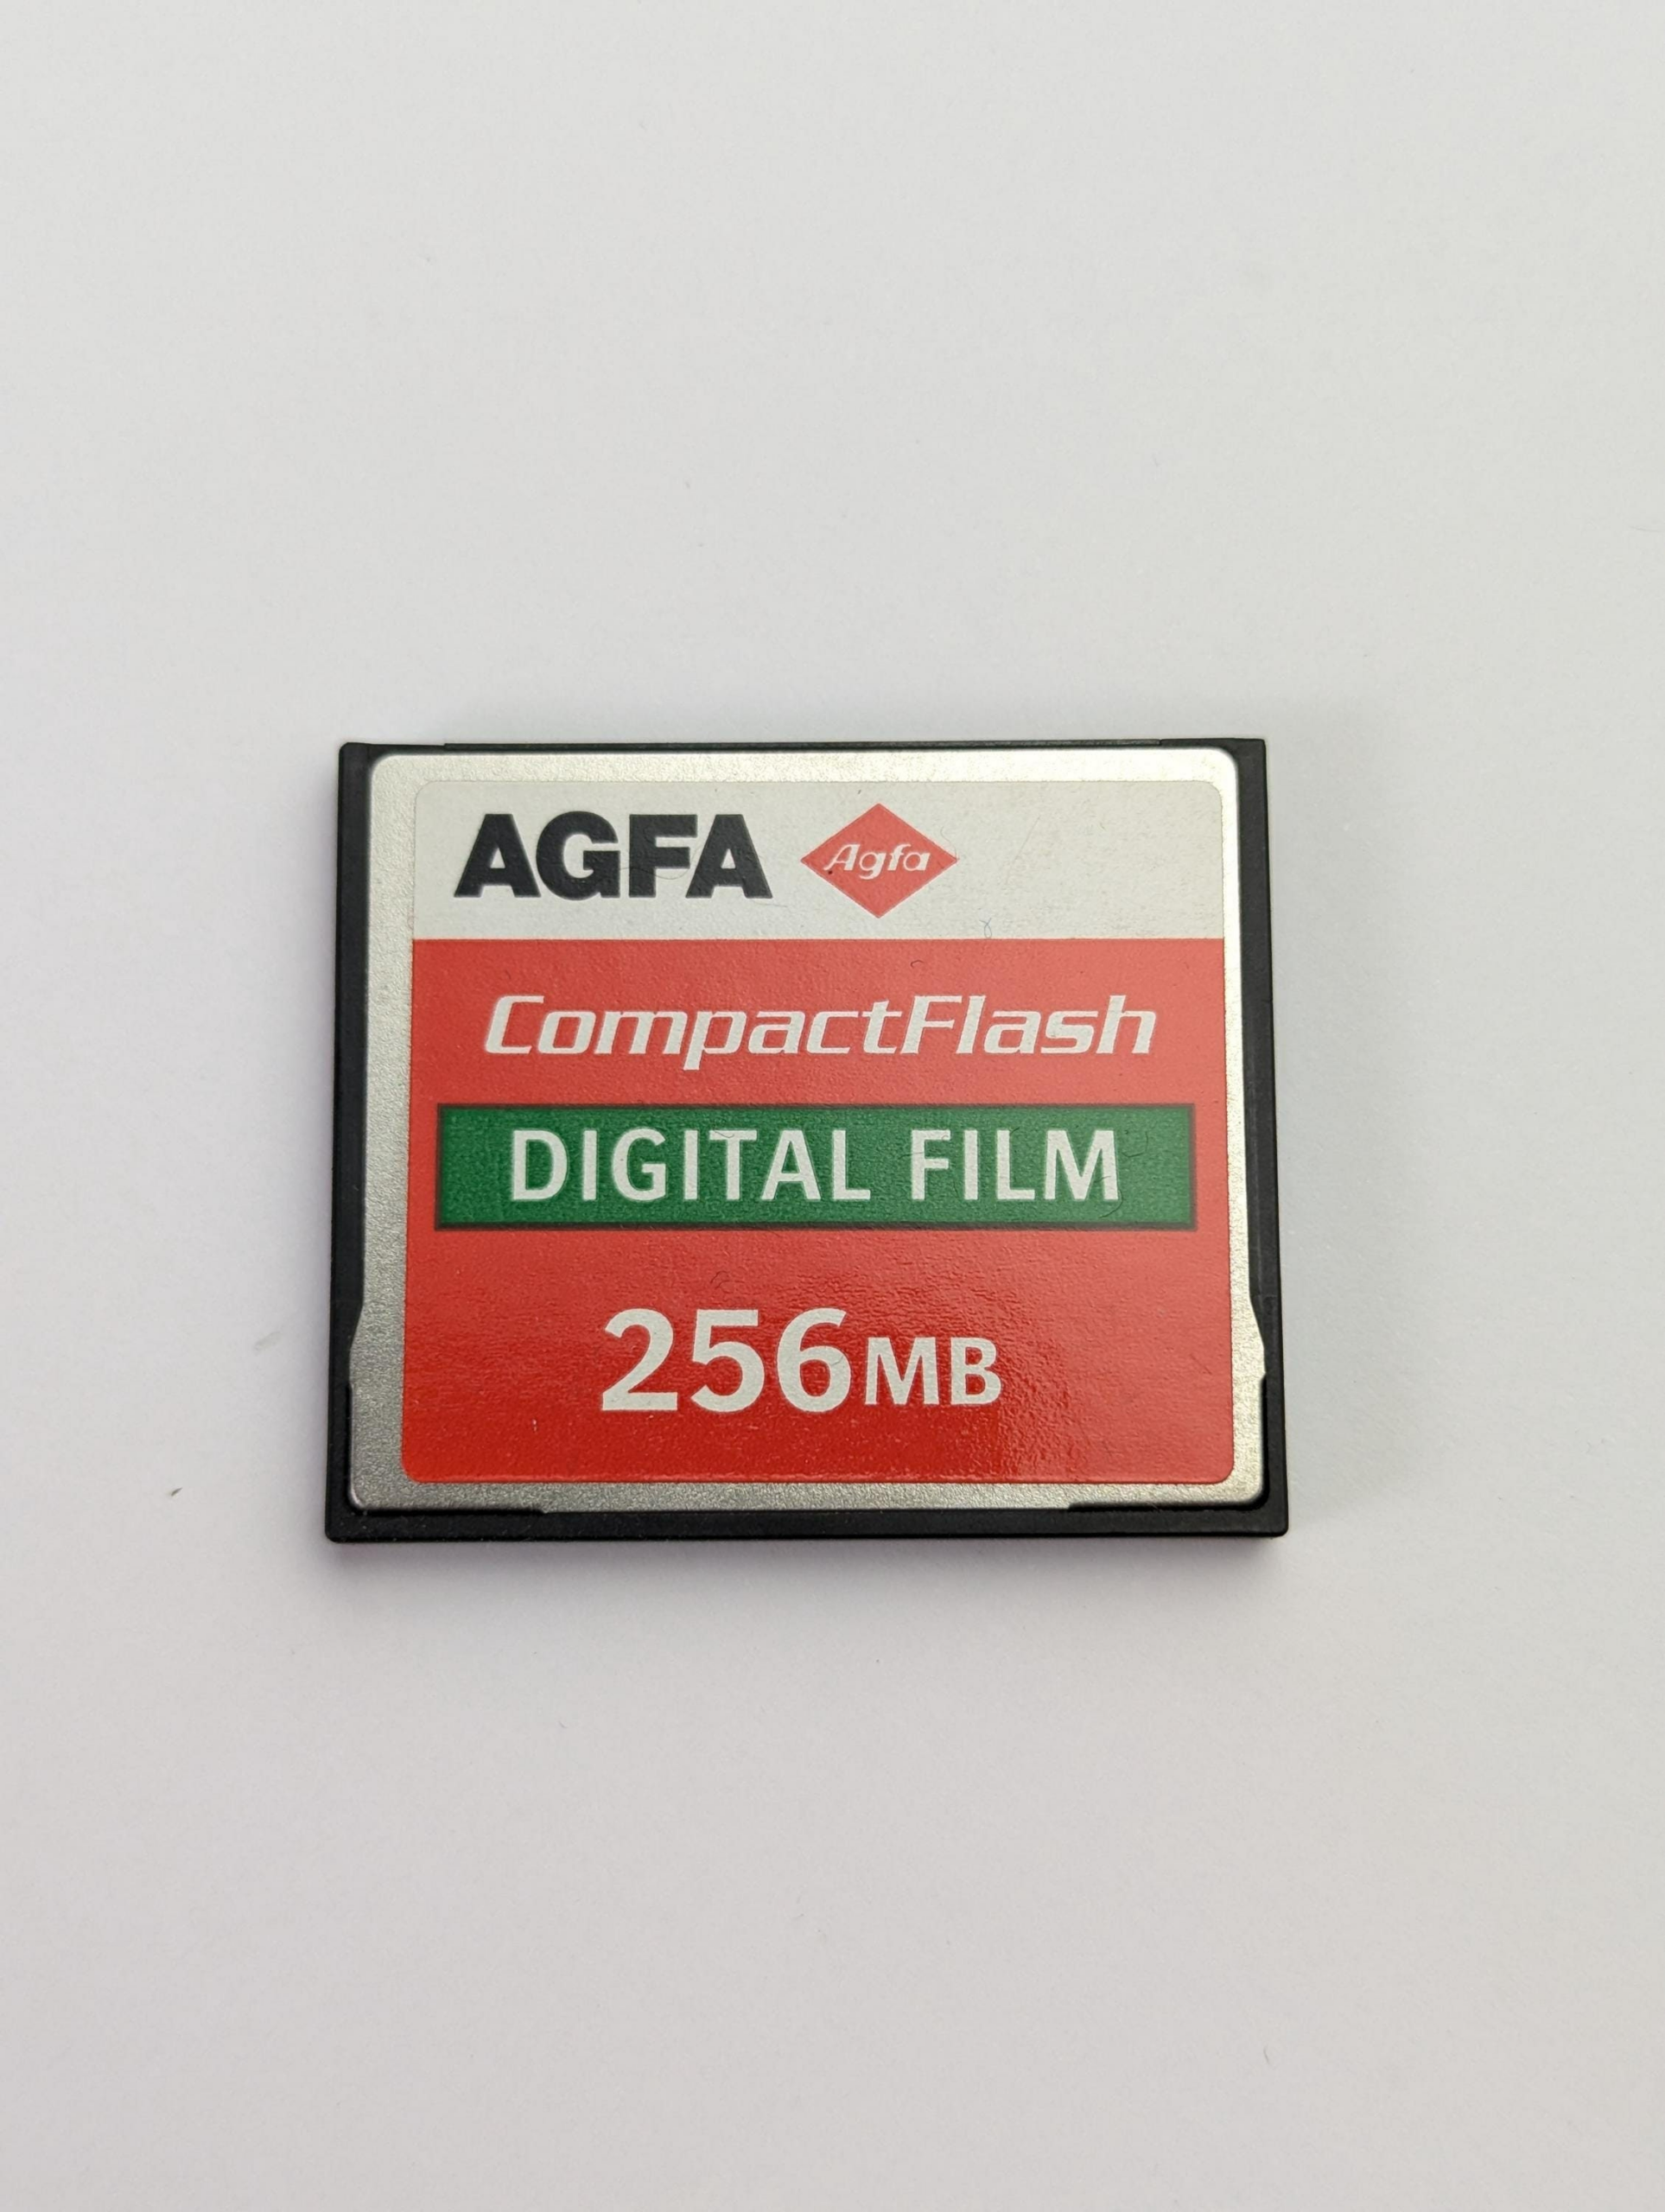 AGFA Agfa
CompactFlash
DIGITAL FILM
256MB